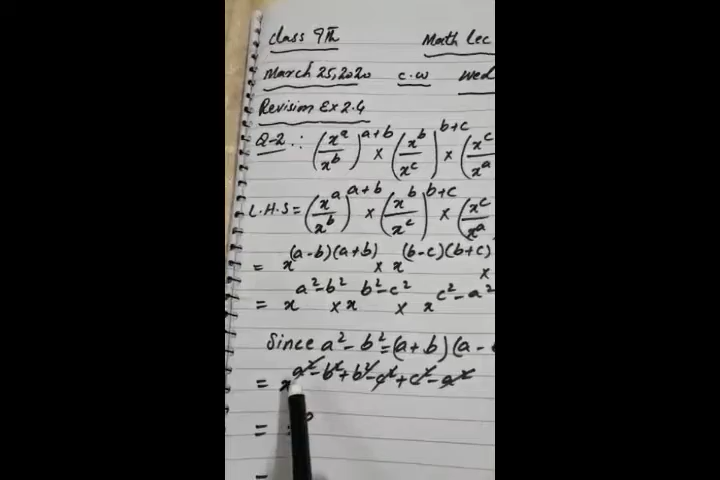 Class 9th Math Lec
March 25, 2020 C.W Wed
Revision Ex 2.4
Q-2 ∴ (x^a/x^b)^(a+b) × (x^b/x^c)^(b+c) × (x^c/x^a
L.H.S = (x^a/x^b)^(a+b) × (x^b/x^c)^(b+c) × (x^c/x^a
= x^(a-b)(a+b) × x^(b-c)(b+c) ×
= x^(a²-b²) × x^(b²-c²) × x^(c²-a²)
Since a² - b² = (a+b)(a-
= x^(a²-b²+b²-c²+c²-a²)
=
=